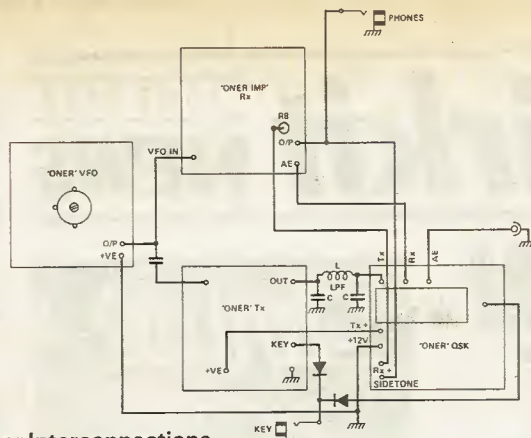 PHONES
'ONER IMP'
Rx
R8
O/P
VFO IN
AE
'ONER' VFO
O/P
+VE
Tx
Rx
AE
OUT
L
LPF
C
C
'ONER' Tx
KEY
+VE
Tx +
+12V
Rx +
SIDETONE
'ONER' QSK
KEY
Interconnections